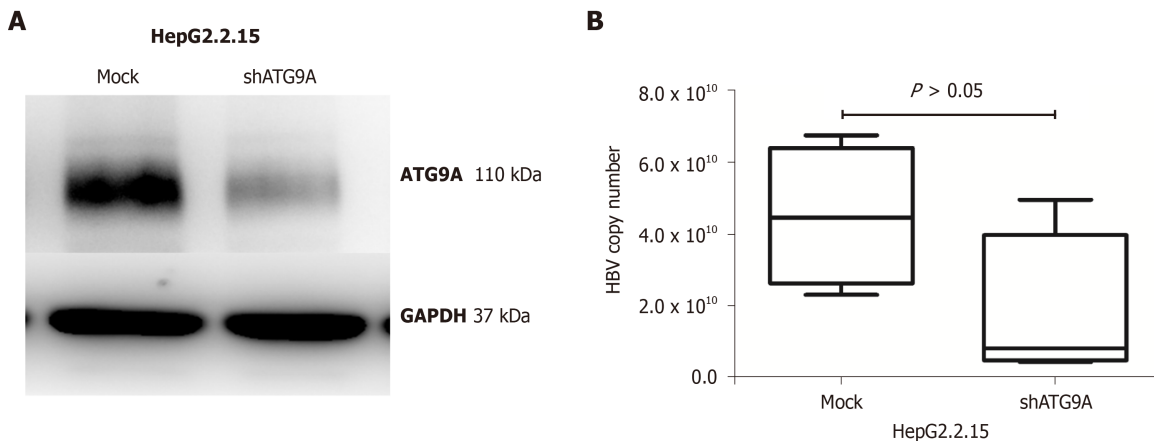 A
HepG2.2.15
Mock shATG9A
ATG9A 110 kDa
GAPDH 37 kDa
B
HBV copy number
8.0 x 10¹⁰
6.0 x 10¹⁰
4.0 x 10¹⁰
2.0 x 10¹⁰
0.0
P > 0.05
Mock shATG9A
HepG2.2.15